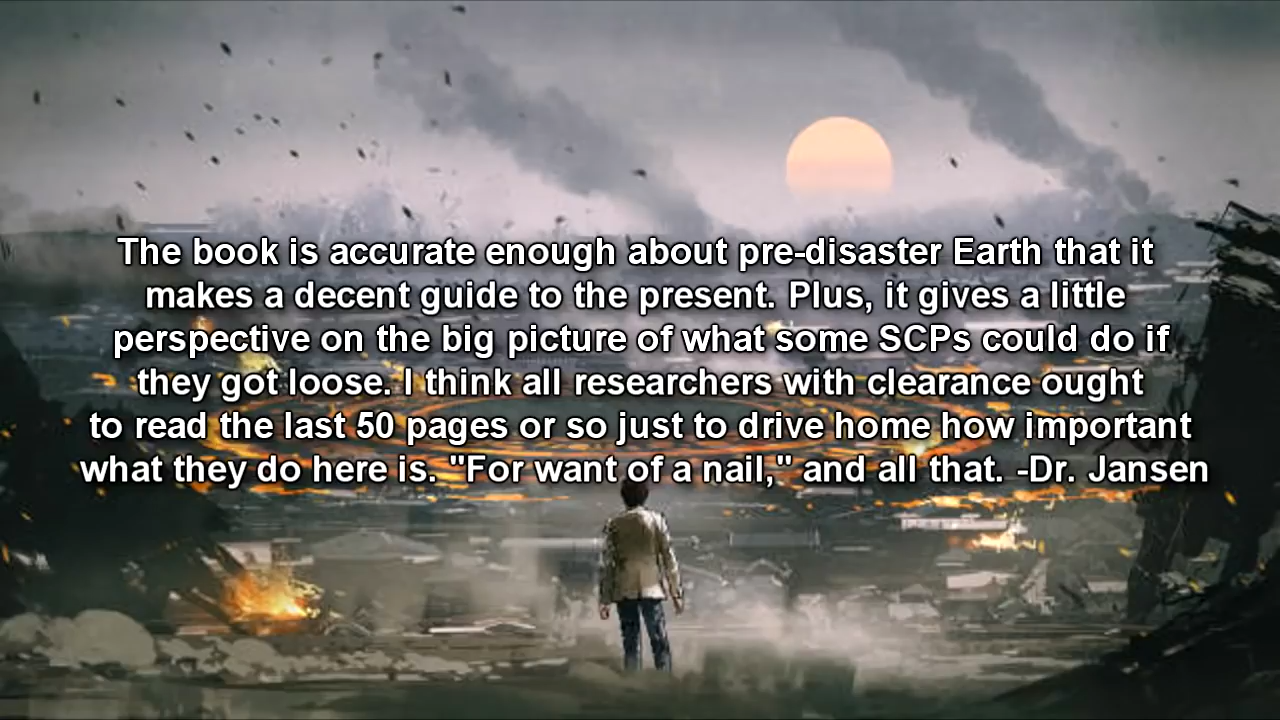 The book is accurate enough about pre-disaster Earth that it
makes a decent guide to the present. Plus, it gives a little
perspective on the big picture of what some SCPs could do if
they got loose. I think all researchers with clearance ought
to read the last 50 pages or so just to drive home how important
what they do here is. "For want of a nail," and all that. -Dr. Jansen